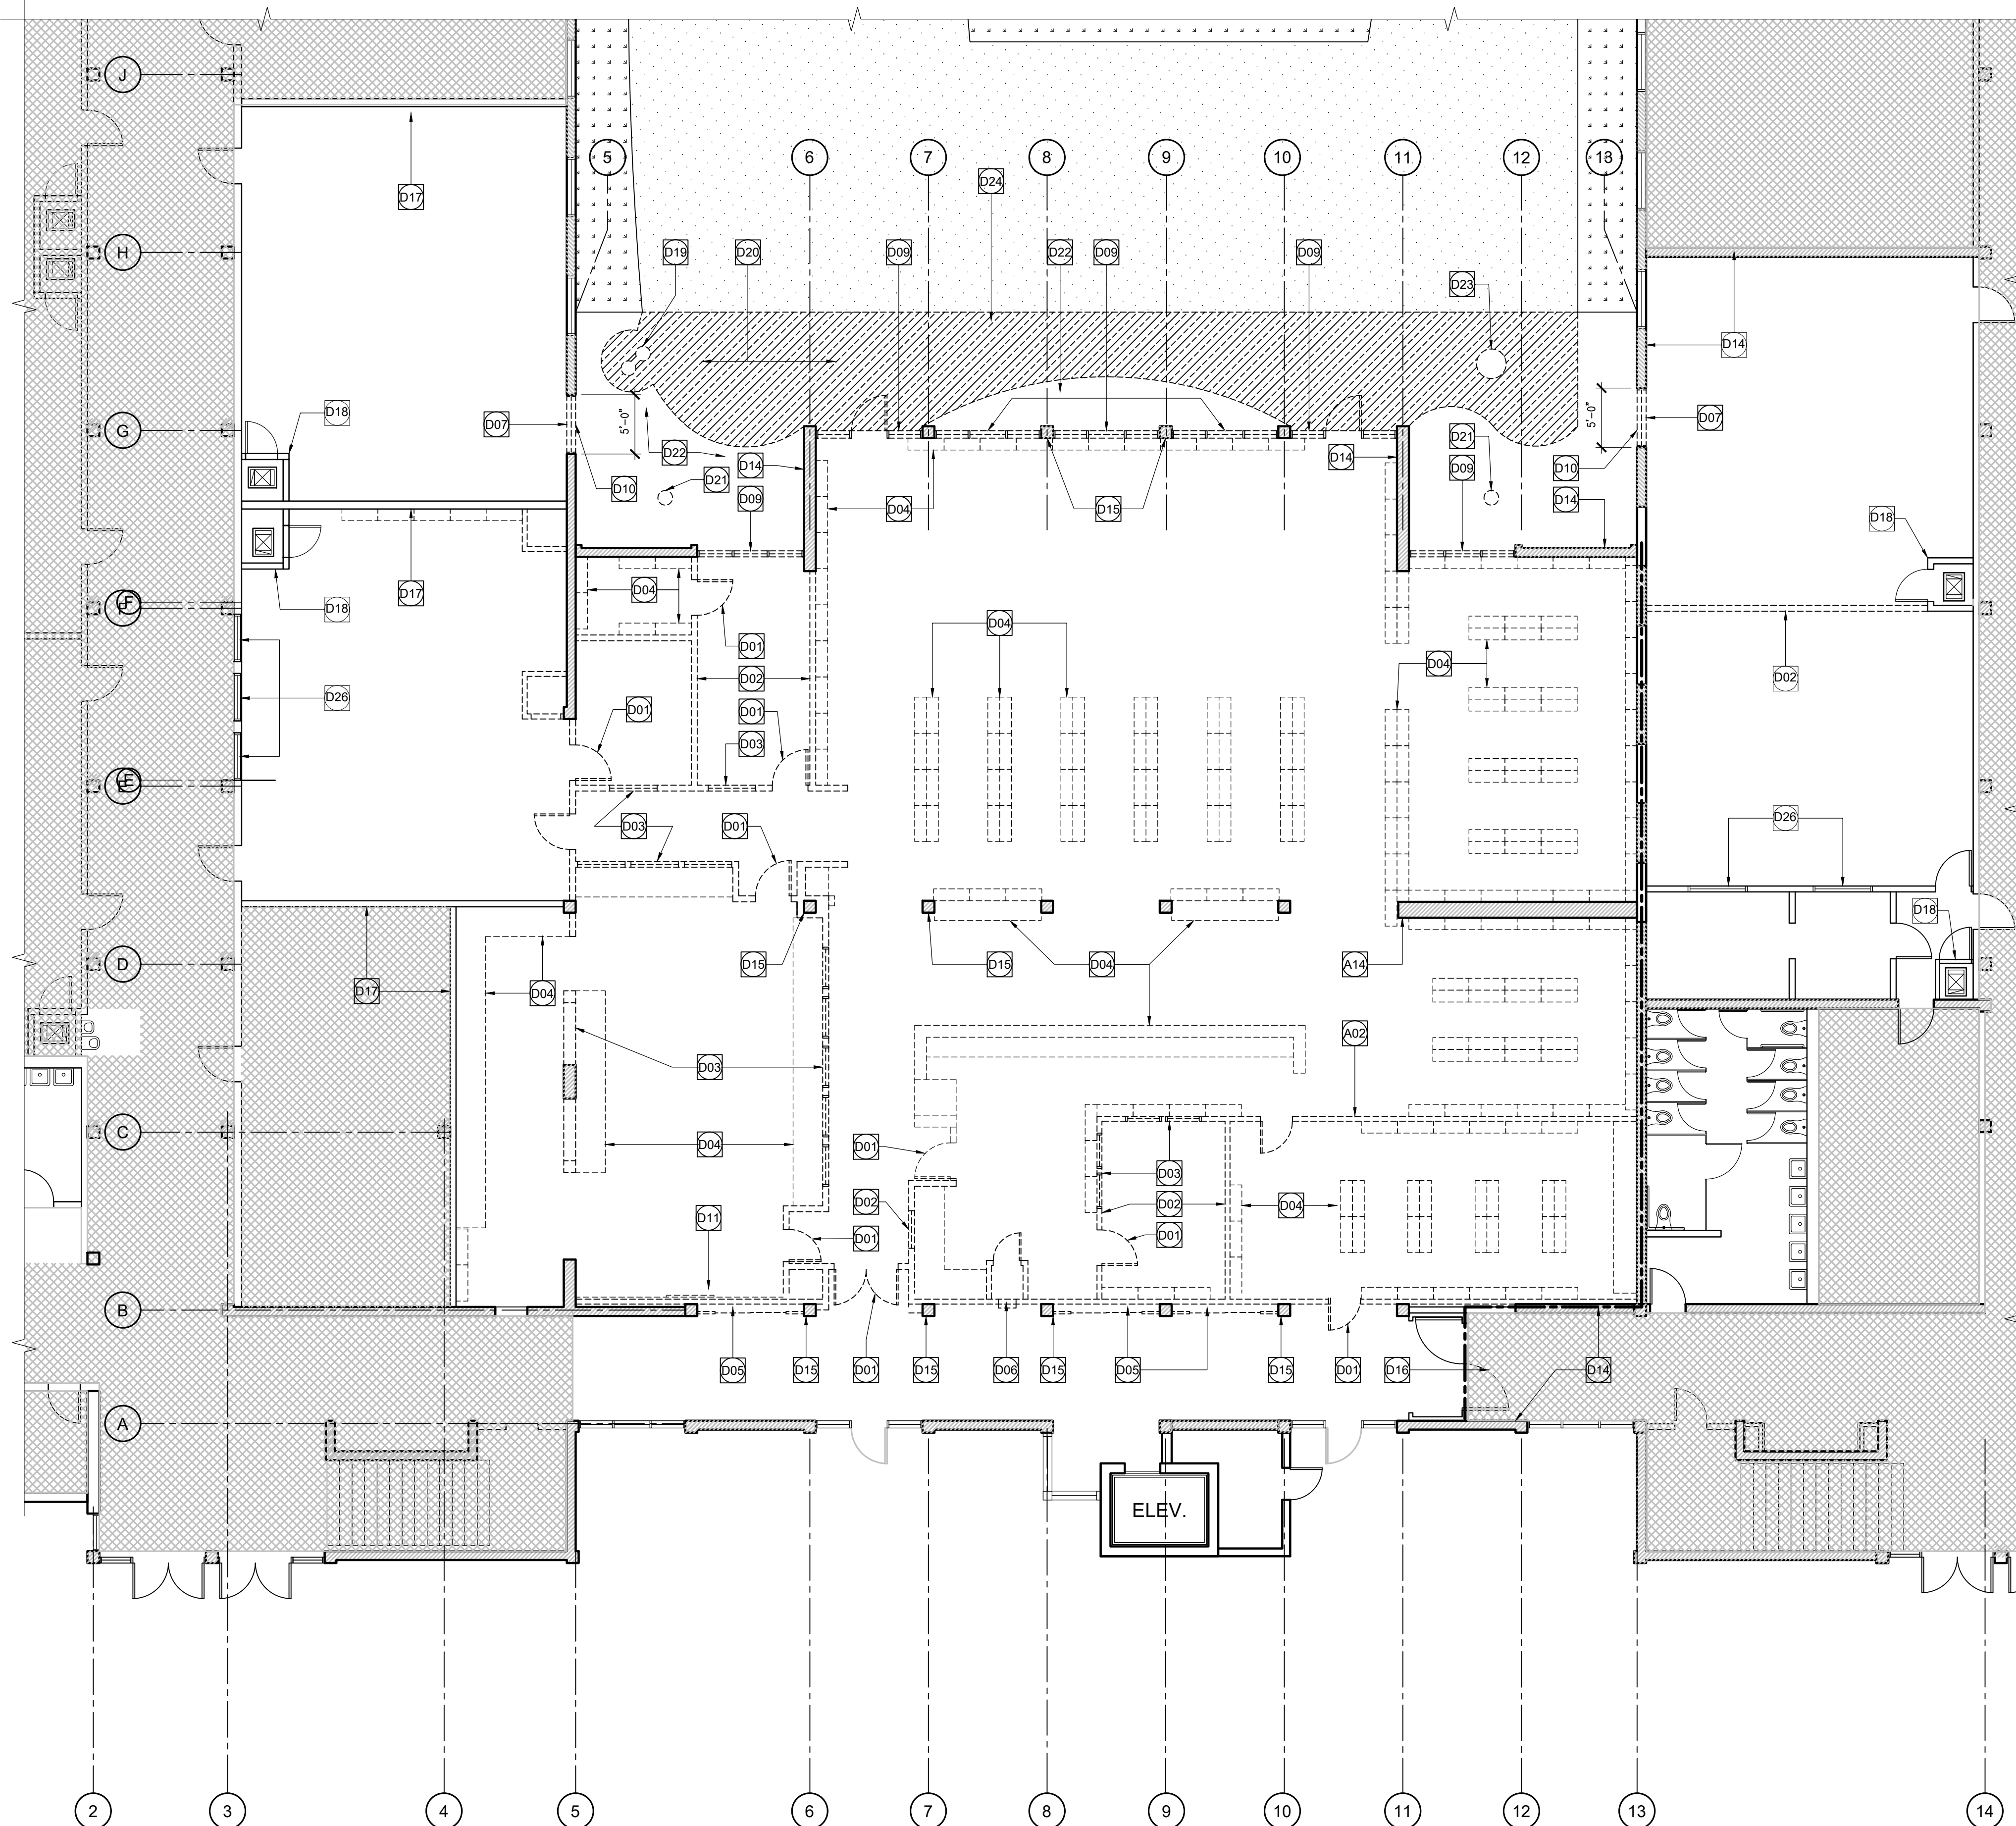 J
5 6 7 8 9 10 11 12 13
D24
D17
H
D19 D20 D09 D22 D09 D09
D23
D14
5'-0"
5'-0"
D18
D07
D07
G
D22
D14
D21
D14
D21
D09
D10
D10
D21
D09
D14
D04
D15
D18
D17
D04
D18
F
F
D04
D01
D04
D02
D02
D26
D01
D01
D03
E
E
D03
D01
D26
D18
D
D15
D15
D04
A14
D17
D04
A02
D03
C
D04
D01
D03
D02
D02
D04
D11
D01
D01
B
D05 D15 D01 D15 D06 D15 D05 D15 D01 D16 D14
A
ELEV.
2 3 4 5 6 7 8 9 10 11 12 13 14